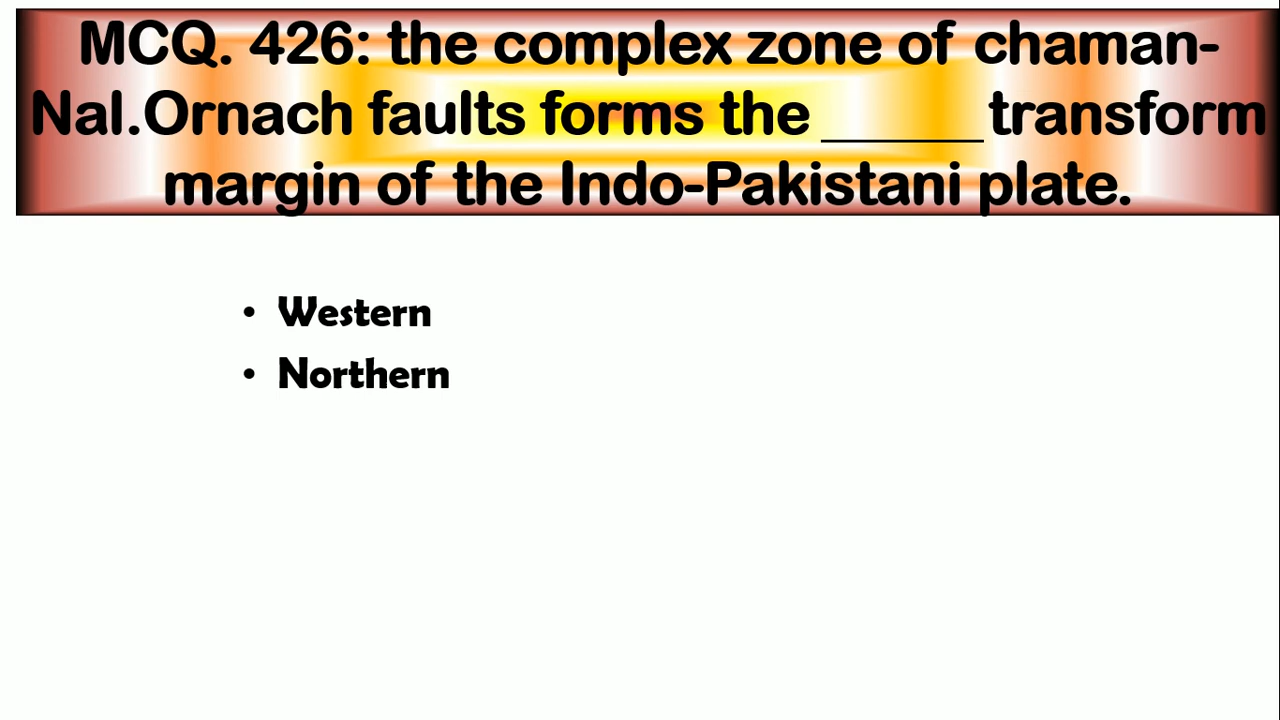 MCQ. 426: the complex zone of chaman-
Nal.Ornach faults forms the ______ transform
margin of the Indo-Pakistani plate.
• Western
• Northern